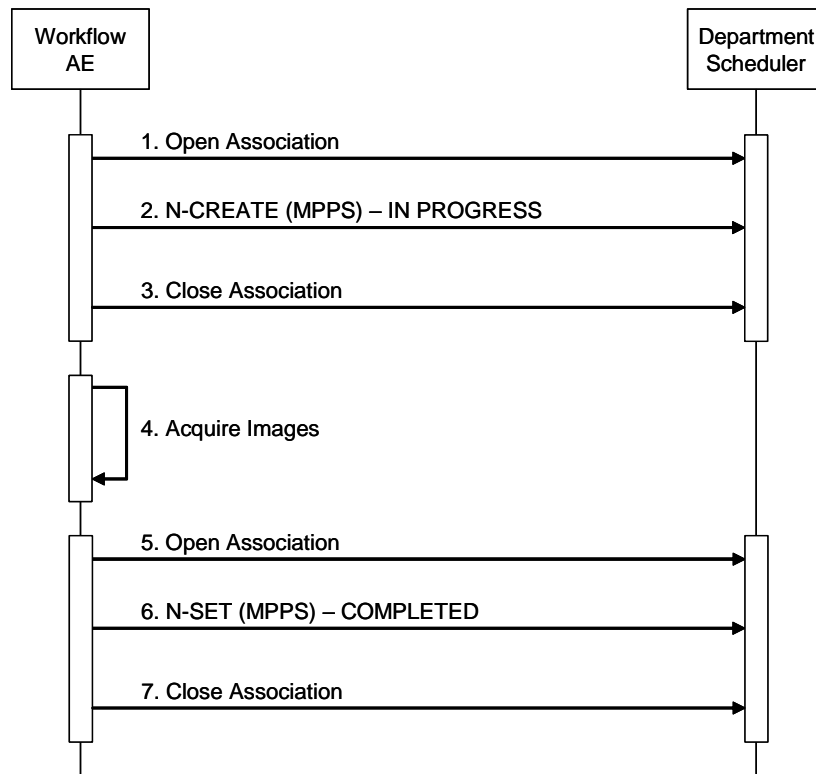 Workflow
AE
Department
Scheduler
1. Open Association
2. N-CREATE (MPPS) – IN PROGRESS
3. Close Association
4. Acquire Images
5. Open Association
6. N-SET (MPPS) – COMPLETED
7. Close Association